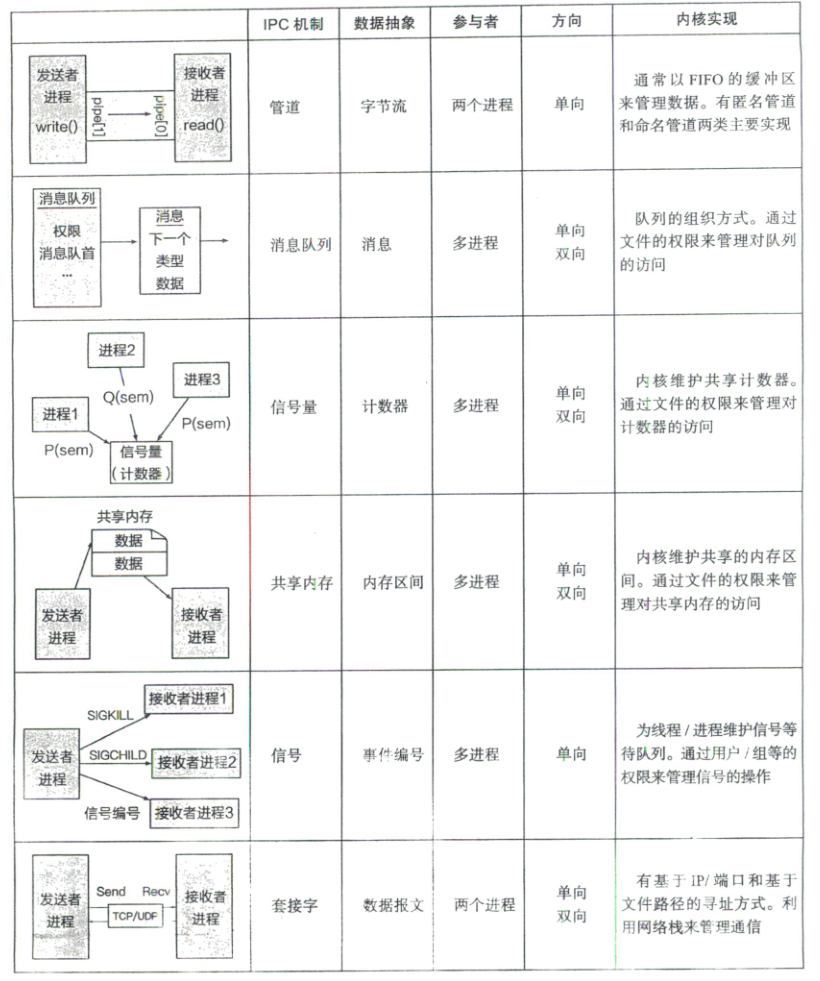 IPC 机制
数据抽象
参与者
方向
内核实现
发送者
进程
write()
pipe[1]
pipe[0]
接收者
进程
read()
管道
字节流
两个进程
单向
通常以 FIFO 的缓冲区
来管理数据。有匿名管道
和命名管道两类主要实现
消息队列
权限
消息队首
...
消息
下一个
类型
数据
消息队列
消息
多进程
单向
双向
队列的组织方式。通过
文件的权限来管理对队列
的访问
进程2
进程3
Q(sem)
进程1
P(sem)
P(sem)
信号量
(计数器)
信号量
计数器
多进程
单向
双向
内核维护共享计数器。
通过文件的权限来管理对
计数器的访问
共享内存
数据
数据
发送者
进程
接收者
进程
共享内存
内存区间
多进程
单向
双向
内核维护共享的内存区
间。通过文件的权限来管
理对共享内存的访问
接收者进程1
SIGKILL
发送者
进程
SIGCHILD
接收者进程2
信号编号
接收者进程3
信号
事件编号
多进程
单向
为线程 / 进程维护信号等
待队列。通过用户 / 组等的
权限来管理信号的操作
发送者
进程
Send
Recv
TCP/UDP
接收者
进程
套接字
数据报文
两个进程
单向
双向
有基于 IP/ 端口和基于
文件路径的寻址方式。利
用网络栈来管理通信